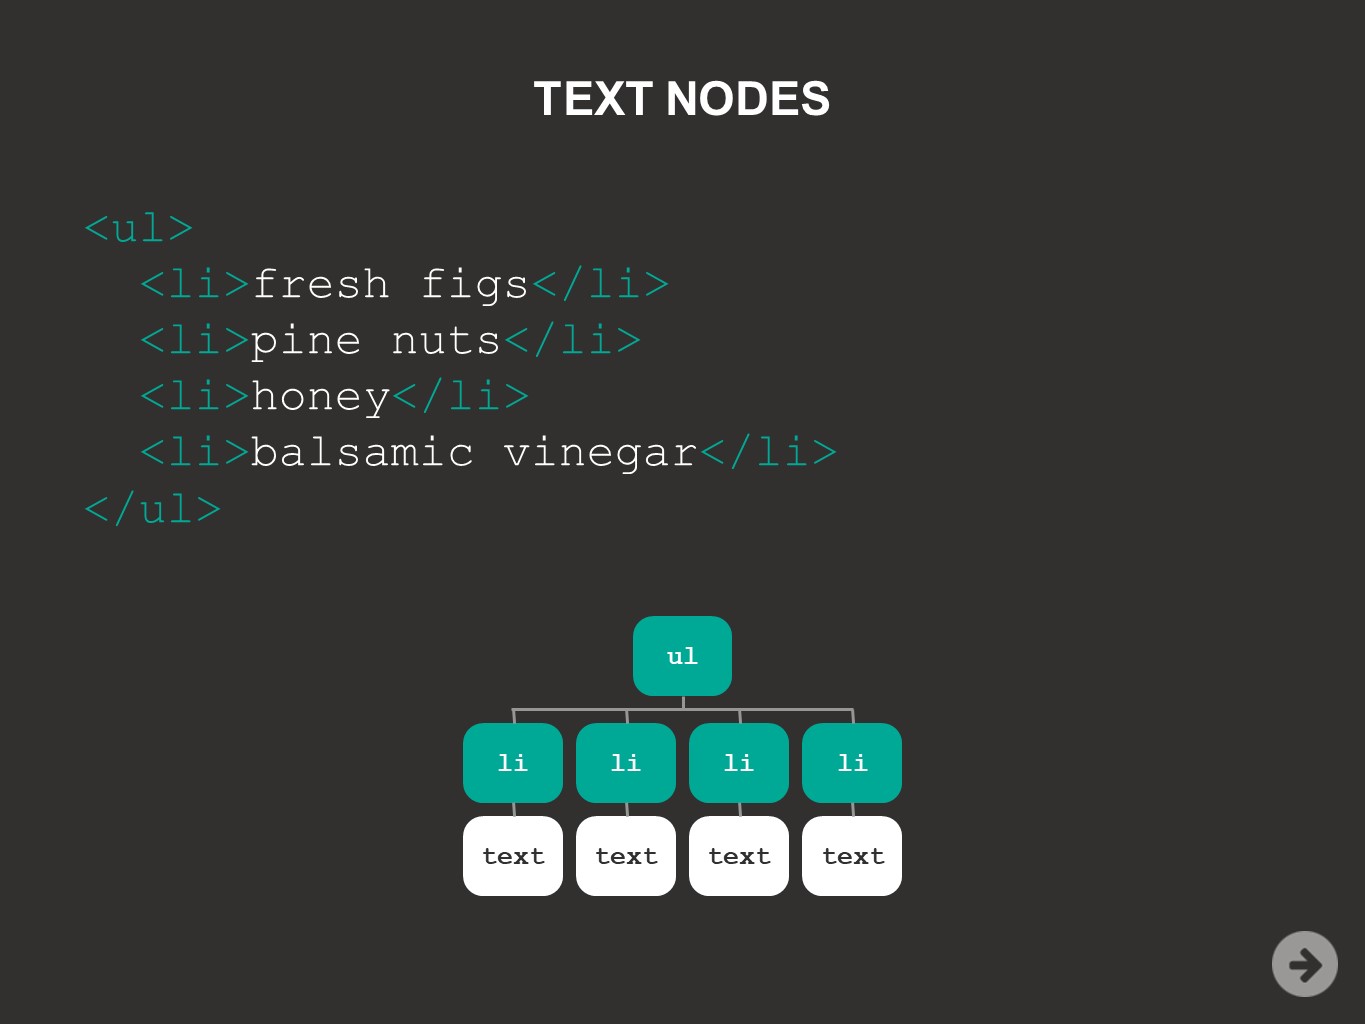 TEXT NODES
<ul>
  <li>fresh figs</li>
  <li>pine nuts</li>
  <li>honey</li>
  <li>balsamic vinegar</li>
</ul>
ul
li li li li
text text text text